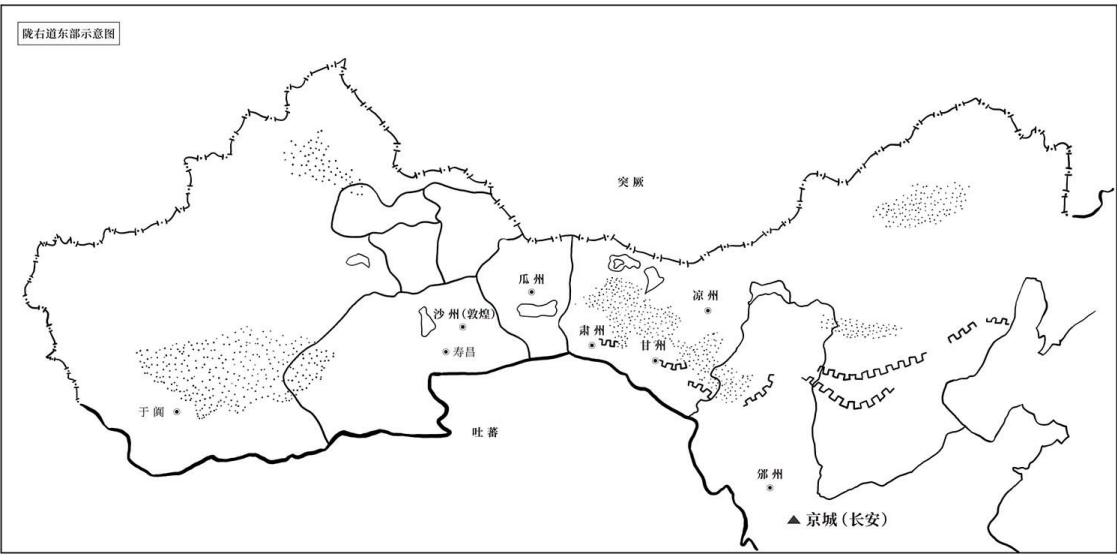 陇右道东部示意图
突厥
瓜州
凉州
沙州(敦煌)
肃州
甘州
寿昌
于阗
吐蕃
邠州
京城(长安)